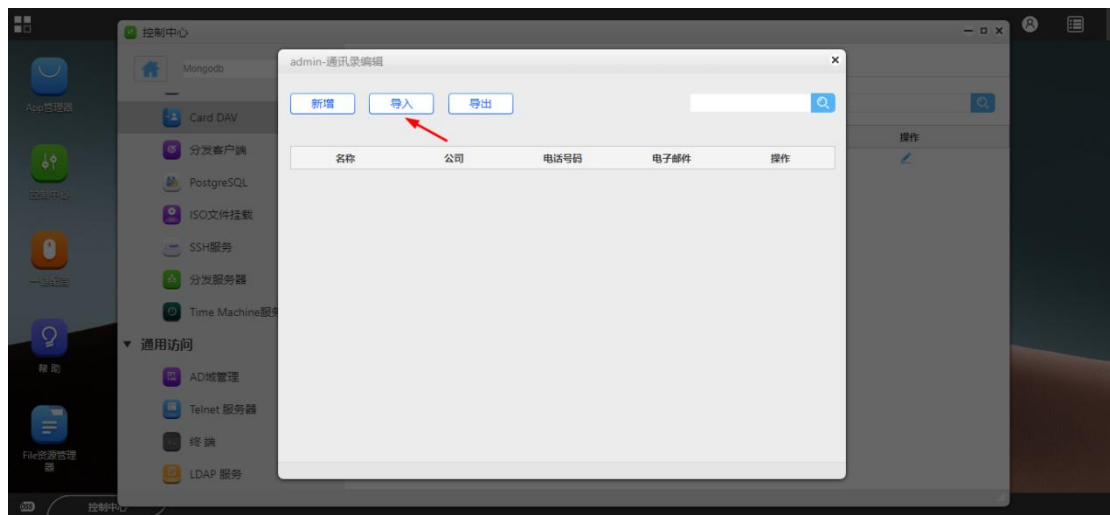 控制中心
Mongodb
admin-通讯录编辑
新增 导入 导出
名称 公司 电话号码 电子邮件 操作
操作
Card DAV
分发客户端
PostgreSQL
ISO文件挂载
SSH服务
分发服务器
Time Machine服务
通用访问
AD域管理
Telnet 服务器
终端
LDAP 服务
App管理器
控制中心
帮助
File资源管理
器
控制中心